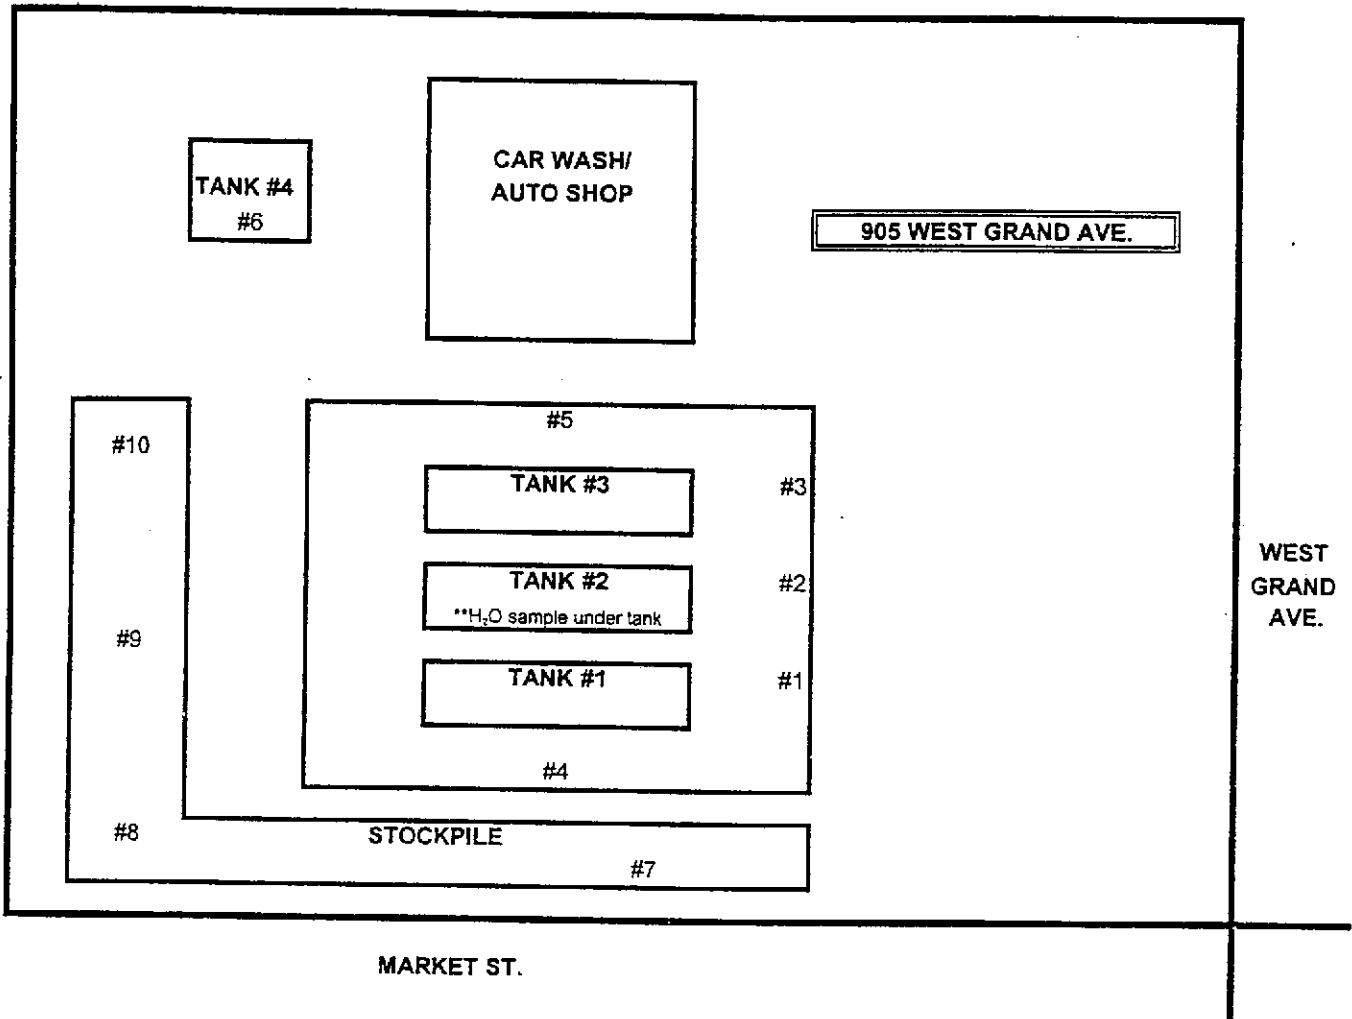 CAR WASH/
AUTO SHOP
TANK #4
#6
905 WEST GRAND AVE.
#5
#10
TANK #3
#3
WEST
GRAND
AVE.
TANK #2
#2
**H₂O sample under tank
#9
TANK #1
#1
#4
#8
STOCKPILE
#7
MARKET ST.